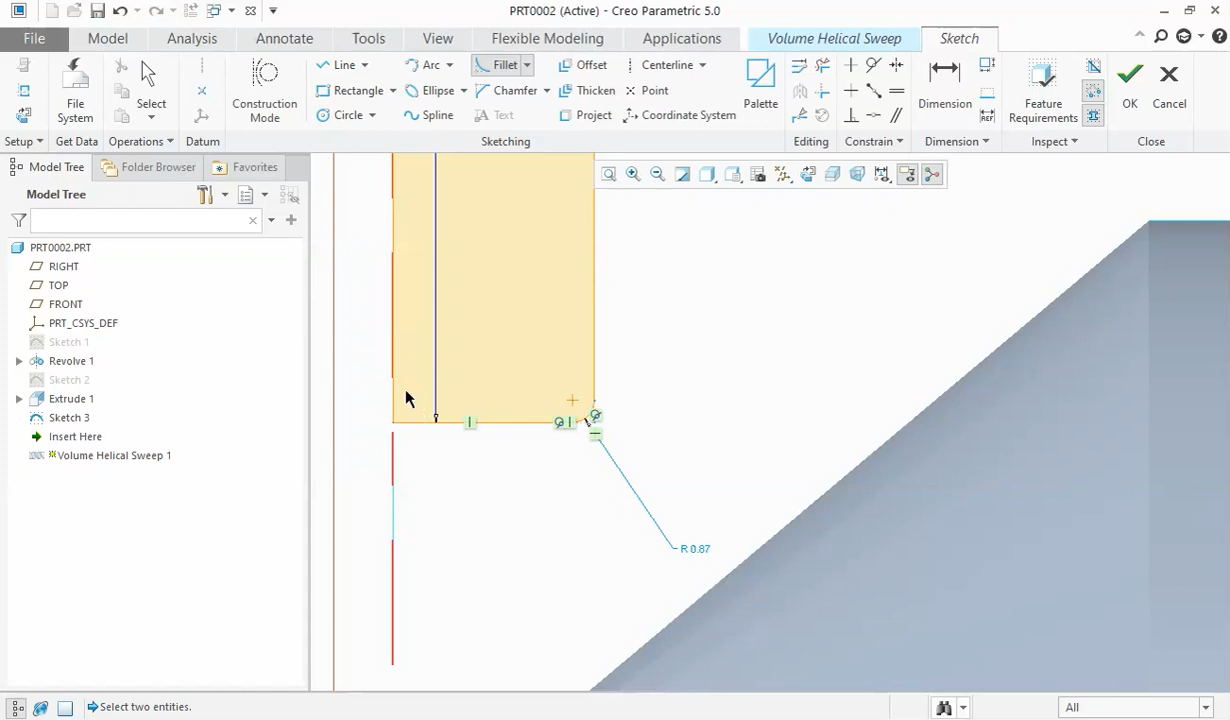 PRT0002 (Active) - Creo Parametric 5.0
File Model Analysis Annotate Tools View Flexible Modeling Applications Volume Helical Sweep Sketch
File System
Select
Construction Mode
Line Arc Fillet Offset Centerline
Rectangle Ellipse Chamfer Thicken Point
Circle Spline Text Project Coordinate System
Palette
Dimension
Feature Requirements
OK
Cancel
Setup Get Data Operations Datum Sketching Editing Constrain Dimension Inspect Close
Model Tree Folder Browser Favorites
Model Tree
PRT0002.PRT
RIGHT
TOP
FRONT
PRT_CSYS_DEF
Sketch 1
Revolve 1
Sketch 2
Extrude 1
Sketch 3
Insert Here
Volume Helical Sweep 1
R 0.87
REF
Select two entities.
All